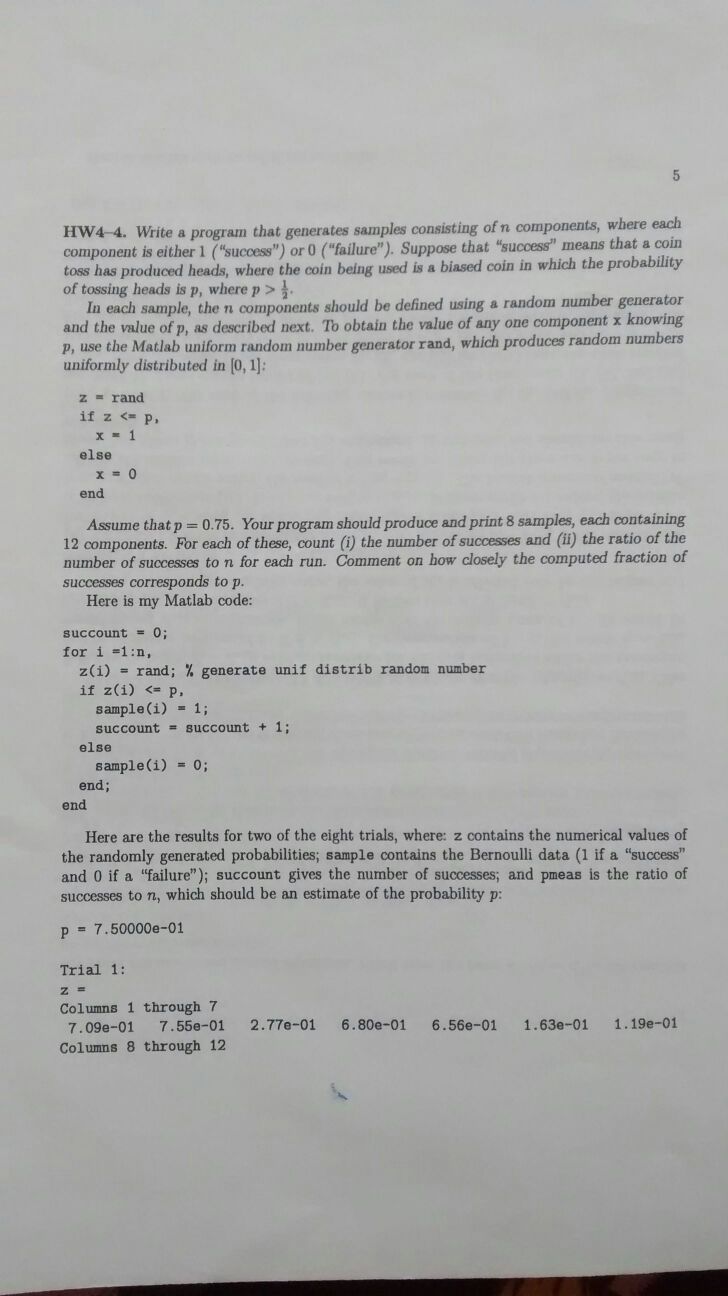 5
HW4–4. Write a program that generates samples consisting of n components, where each
component is either 1 (“success”) or 0 (“failure”). Suppose that “success” means that a coin
toss has produced heads, where the coin being used is a biased coin in which the probability
of tossing heads is p, where p > 1/2.
In each sample, the n components should be defined using a random number generator
and the value of p, as described next. To obtain the value of any one component x knowing
p, use the Matlab uniform random number generator rand, which produces random numbers
uniformly distributed in [0, 1]:
z = rand
if z <= p,
x = 1
else
x = 0
end
Assume that p = 0.75. Your program should produce and print 8 samples, each containing
12 components. For each of these, count (i) the number of successes and (ii) the ratio of the
number of successes to n for each run. Comment on how closely the computed fraction of
successes corresponds to p.
Here is my Matlab code:
succount = 0;
for i =1:n,
z(i) = rand; % generate unif distrib random number
if z(i) <= p,
sample(i) = 1;
succount = succount + 1;
else
sample(i) = 0;
end;
end
Here are the results for two of the eight trials, where: z contains the numerical values of
the randomly generated probabilities; sample contains the Bernoulli data (1 if a “success”
and 0 if a “failure”); succount gives the number of successes; and pmeas is the ratio of
successes to n, which should be an estimate of the probability p:
p = 7.50000e-01
Trial 1:
z =
Columns 1 through 7
7.09e-01 7.55e-01 2.77e-01 6.80e-01 6.56e-01 1.63e-01 1.19e-01
Columns 8 through 12